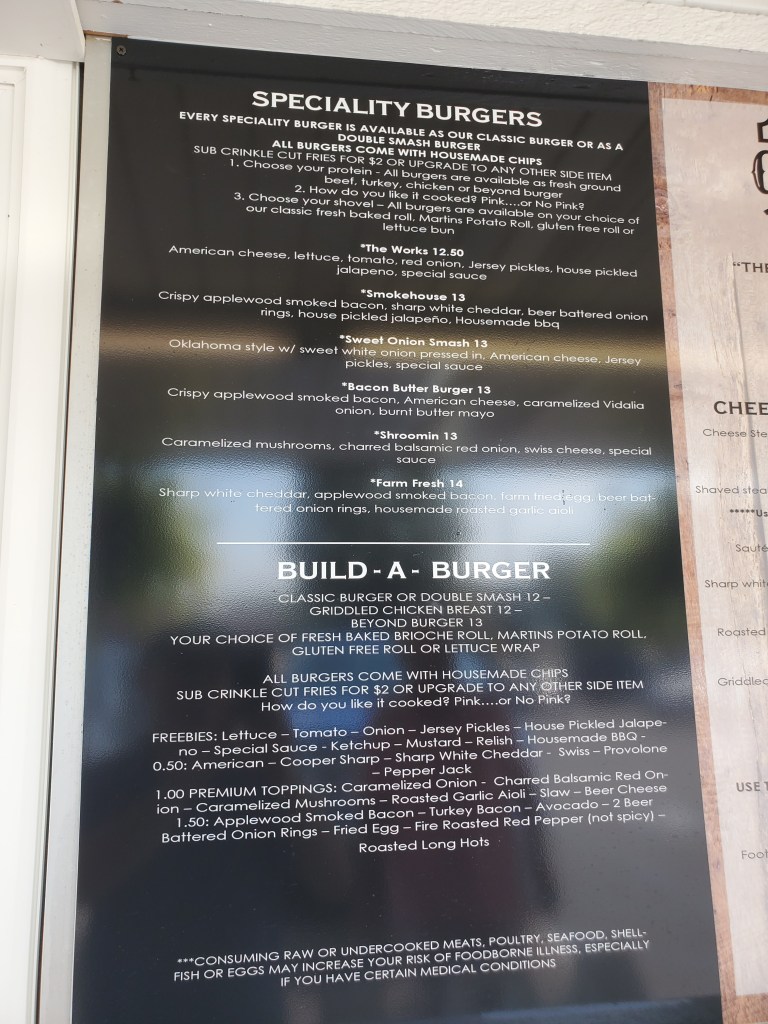 SPECIALITY BURGERS
EVERY SPECIALITY BURGER IS AVAILABLE AS OUR CLASSIC BURGER OR AS A
DOUBLE SMASH BURGER
ALL BURGERS COME WITH HOUSEMADE CHIPS
SUB CRINKLE CUT FRIES FOR $2 OR UPGRADE TO ANY OTHER SIDE ITEM
1. Choose your protein - All burgers are available as fresh ground
beef, turkey, chicken or beyond burger
2. How do you like it cooked? Pink....or No Pink?
3. Choose your shovel – All burgers are available on your choice of
our classic fresh baked roll, Martins Potato Roll, gluten free roll or
lettuce bun
*The Works 12.50
American cheese, lettuce, tomato, red onion, Jersey pickles, house pickled
jalapeno, special sauce
*Smokehouse 13
Crispy applewood smoked bacon, sharp white cheddar, beer battered onion
rings, house pickled jalapeño, Housemade bbq
*Sweet Onion Smash 13
Oklahoma style w/ sweet white onion pressed in, American cheese, Jersey
pickles, special sauce
*Bacon Butter Burger 13
Crispy applewood smoked bacon, American cheese, caramelized Vidalia
onion, burnt butter mayo
*Shroomin 13
Caramelized mushrooms, charred balsamic red onion, swiss cheese, special
sauce
*Farm Fresh 14
Sharp white cheddar, applewood smoked bacon, farm fried egg, beer bat-
tered onion rings, housemade roasted garlic aioli
BUILD - A - BURGER
CLASSIC BURGER OR DOUBLE SMASH 12 –
GRIDDLED CHICKEN BREAST 12 –
BEYOND BURGER 13
YOUR CHOICE OF FRESH BAKED BRIOCHE ROLL, MARTINS POTATO ROLL,
GLUTEN FREE ROLL OR LETTUCE WRAP
ALL BURGERS COME WITH HOUSEMADE CHIPS
SUB CRINKLE CUT FRIES FOR $2 OR UPGRADE TO ANY OTHER SIDE ITEM
How do you like it cooked? Pink....or No Pink?
FREEBIES: Lettuce – Tomato – Onion – Jersey Pickles – House Pickled Jalape-
no – Special Sauce - Ketchup – Mustard – Relish – Housemade BBQ -
0.50: American – Cooper Sharp – Sharp White Cheddar - Swiss – Provolone
– Pepper Jack
1.00 PREMIUM TOPPINGS: Caramelized Onion - Charred Balsamic Red On-
ion – Caramelized Mushrooms – Roasted Garlic Aioli – Slaw – Beer Cheese
1.50: Applewood Smoked Bacon – Turkey Bacon – Avocado – 2 Beer
Battered Onion Rings – Fried Egg – Fire Roasted Red Pepper (not spicy) –
Roasted Long Hots
***CONSUMING RAW OR UNDERCOOKED MEATS, POULTRY, SEAFOOD, SHELL-
FISH OR EGGS MAY INCREASE YOUR RISK OF FOODBORNE ILLNESS, ESPECIALLY
IF YOU HAVE CERTAIN MEDICAL CONDITIONS
"THE
CHEE
Cheese Ste
Shaved stea
*****Us
Saute
Sharp white
Roasted
Griddled
USE T
Foot